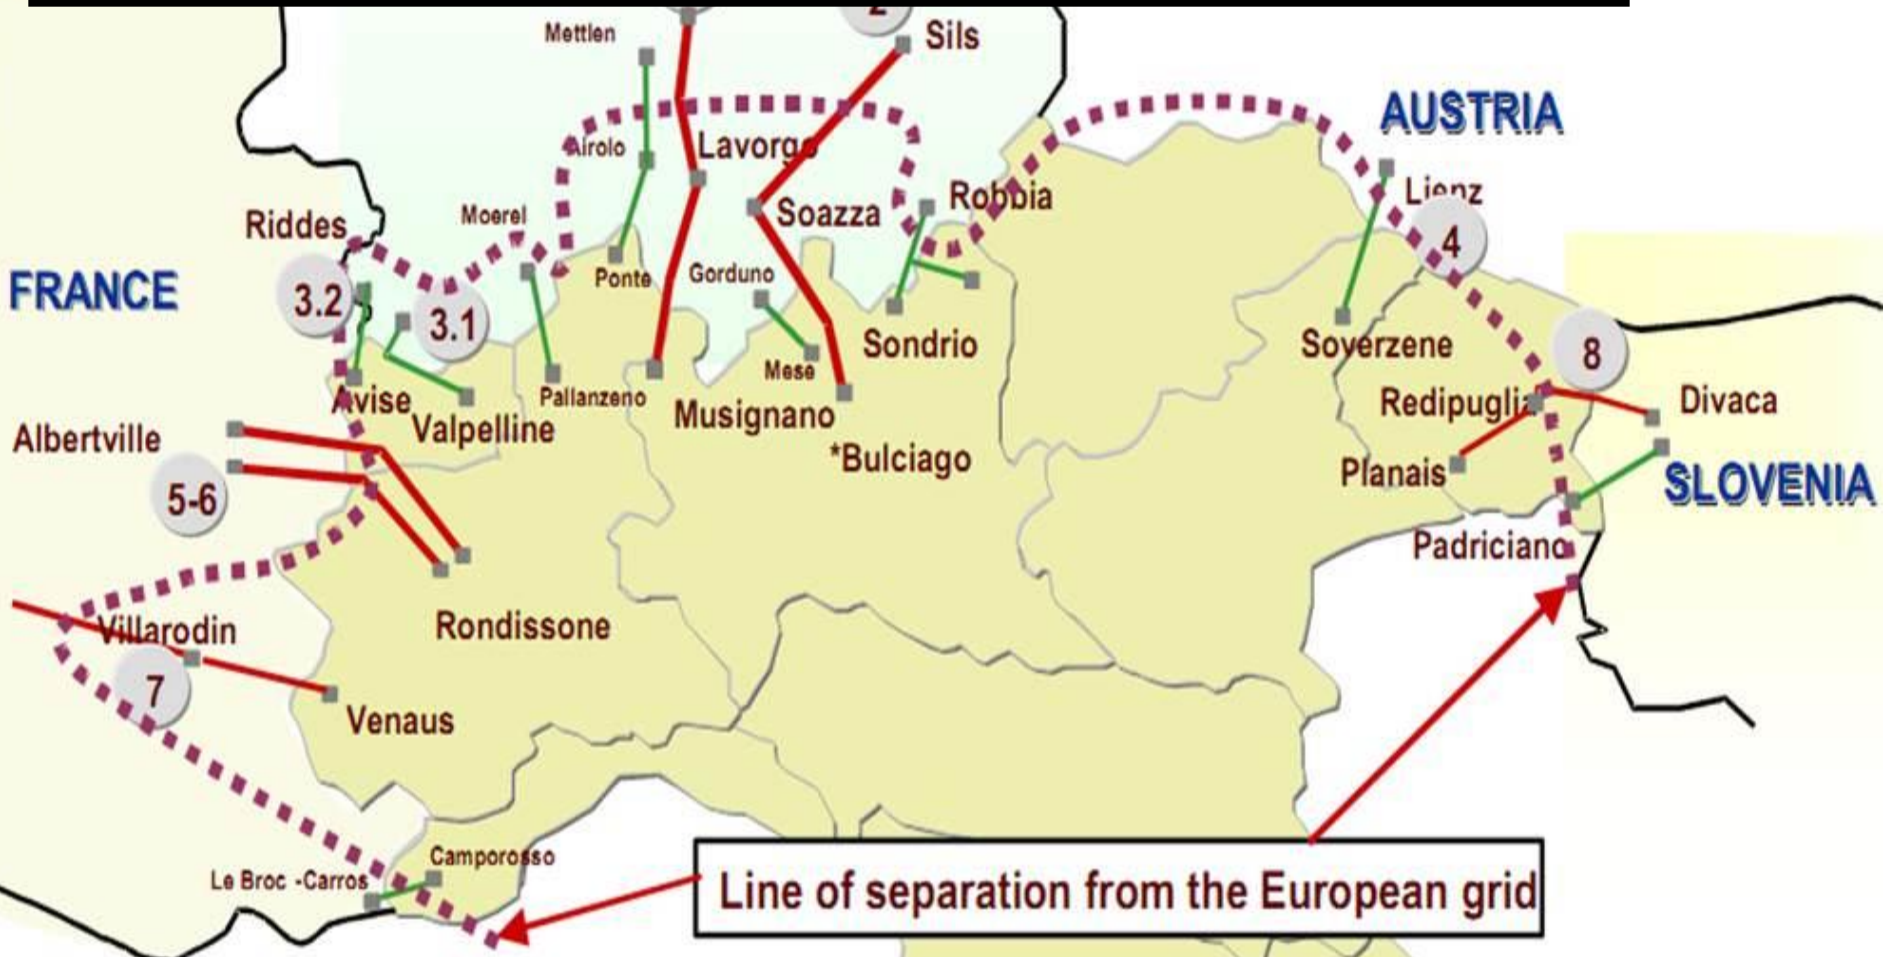 Mettlen
2
Sils
AUSTRIA
Airolo
Lavorgo
Lienz
Robbia
Moerel
Soazza
Riddes
4
FRANCE
3.2
Ponte
Gorduno
3.1
Sondrio
Soverzene
8
Mese
Avise
Pallanzeno
Redipuglia
Divaca
Musignano
Valpelline
Albertville
*Bulciago
Planais
SLOVENIA
5-6
Padriciano
Villarodin
Rondissone
7
Venaus
Camporosso
Le Broc -Carros
Line of separation from the European grid